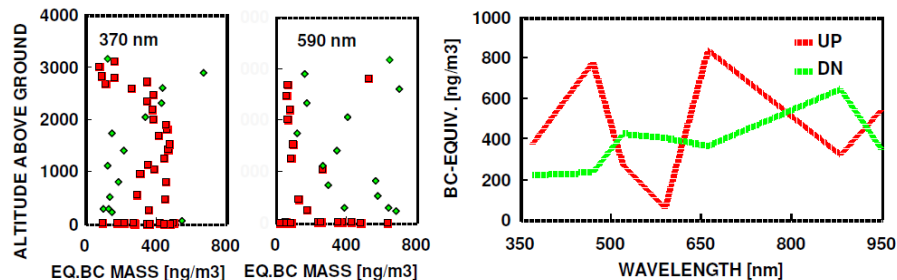 ALTITUDE ABOVE GROUND
4000
3000
2000
1000
0
370 nm
0 400 800
EQ.BC MASS [ng/m3]
590 nm
0 400 800
EQ.BC MASS [ng/m3]
BC-EQUIV. [ng/m3]
1000
800
600
400
200
0
UP
DN
350 500 650 800 950
WAVELENGTH [nm]